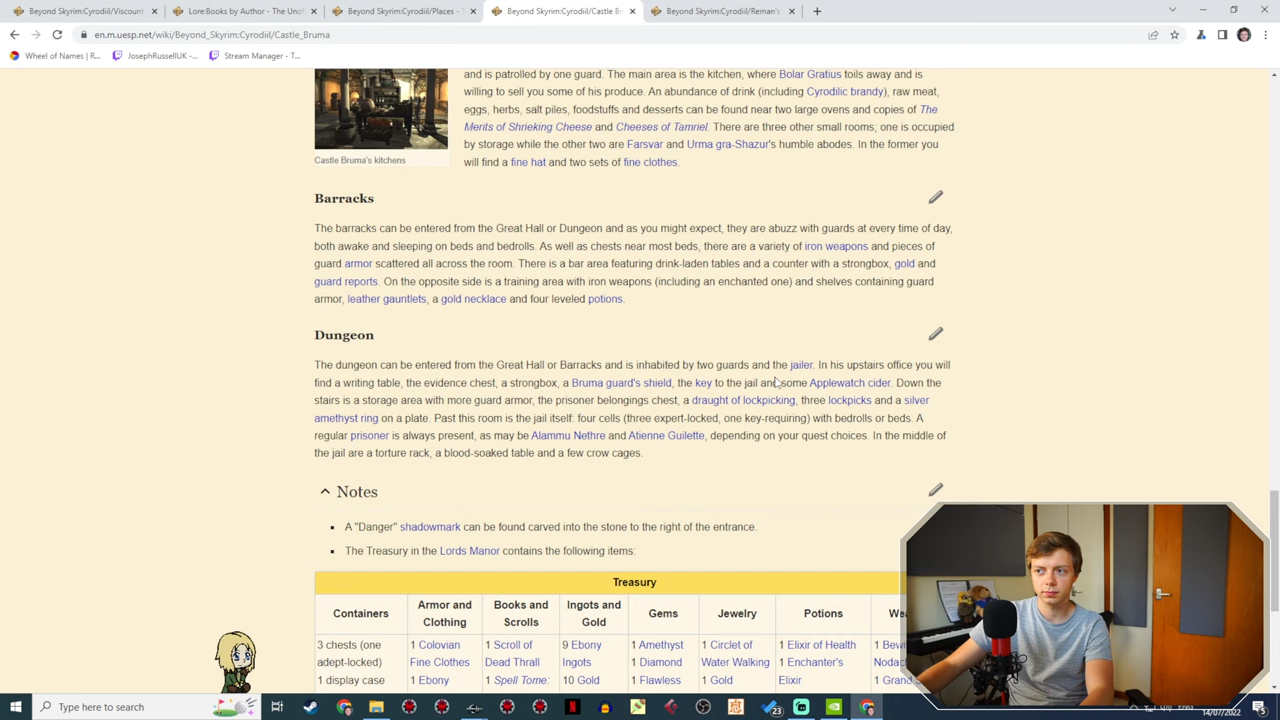 Beyond Skyrim:Cyrodiil/Viscount
Lore:Books by Author - The Uno
Beyond Skyrim:Cyrodiil/Places -
Beyond Skyrim:Cyrodiil/Castle Br
Beyond Skyrim:Cyrodiil/Reman's
en.m.uesp.net/wiki/Beyond_Skyrim:Cyrodiil/Castle_Bruma
Wheel of Names | R...
JosephRussellUK -...
Stream Manager - T...
and is patrolled by one guard. The main area is the kitchen, where Bolar Gratius toils away and is
willing to sell you some of his produce. An abundance of drink (including Cyrodilic brandy), raw meat,
eggs, herbs, salt piles, foodstuffs and desserts can be found near two large ovens and copies of The
Merits of Shrieking Cheese and Cheeses of Tamriel. There are three other small rooms; one is occupied
by storage while the other two are Farsvar and Urma gra-Shazur's humble abodes. In the former you
will find a fine hat and two sets of fine clothes.
Castle Bruma's kitchens
Barracks
The barracks can be entered from the Great Hall or Dungeon and as you might expect, they are abuzz with guards at every time of day,
both awake and sleeping on beds and bedrolls. As well as chests near most beds, there are a variety of iron weapons and pieces of
guard armor scattered all across the room. There is a bar area featuring drink-laden tables and a counter with a strongbox, gold and
guard reports. On the opposite side is a training area with iron weapons (including an enchanted one) and shelves containing guard
armor, leather gauntlets, a gold necklace and four leveled potions.
Dungeon
The dungeon can be entered from the Great Hall or Barracks and is inhabited by two guards and the jailer. In his upstairs office you will
find a writing table, the evidence chest, a strongbox, a Bruma guard's shield, the key to the jail and some Applewatch cider. Down the
stairs is a storage area with more guard armor, the prisoner belongings chest, a draught of lockpicking, three lockpicks and a silver
amethyst ring on a plate. Past this room is the jail itself: four cells (three expert-locked, one key-requiring) with bedrolls or beds. A
regular prisoner is always present, as may be Alammu Nethre and Atienne Guilette, depending on your quest choices. In the middle of
the jail are a torture rack, a blood-soaked table and a few crow cages.
Notes
A "Danger" shadowmark can be found carved into the stone to the right of the entrance.
The Treasury in the Lords Manor contains the following items:
Treasury
Containers
Armor and
Clothing
Books and
Scrolls
Ingots and
Gold
Gems
Jewelry
Potions
We
3 chests (one
adept-locked)
1 display case
1 Colovian
Fine Clothes
1 Ebony
1 Scroll of
Dead Thrall
1 Spell Tome:
9 Ebony
Ingots
10 Gold
1 Amethyst
1 Diamond
1 Flawless
1 Circlet of
Water Walking
1 Gold
1 Elixir of Health
1 Enchanter's
Elixir
1 Bewi
Nodac
1 Grand
Type here to search
23
ENG
14/07/2022